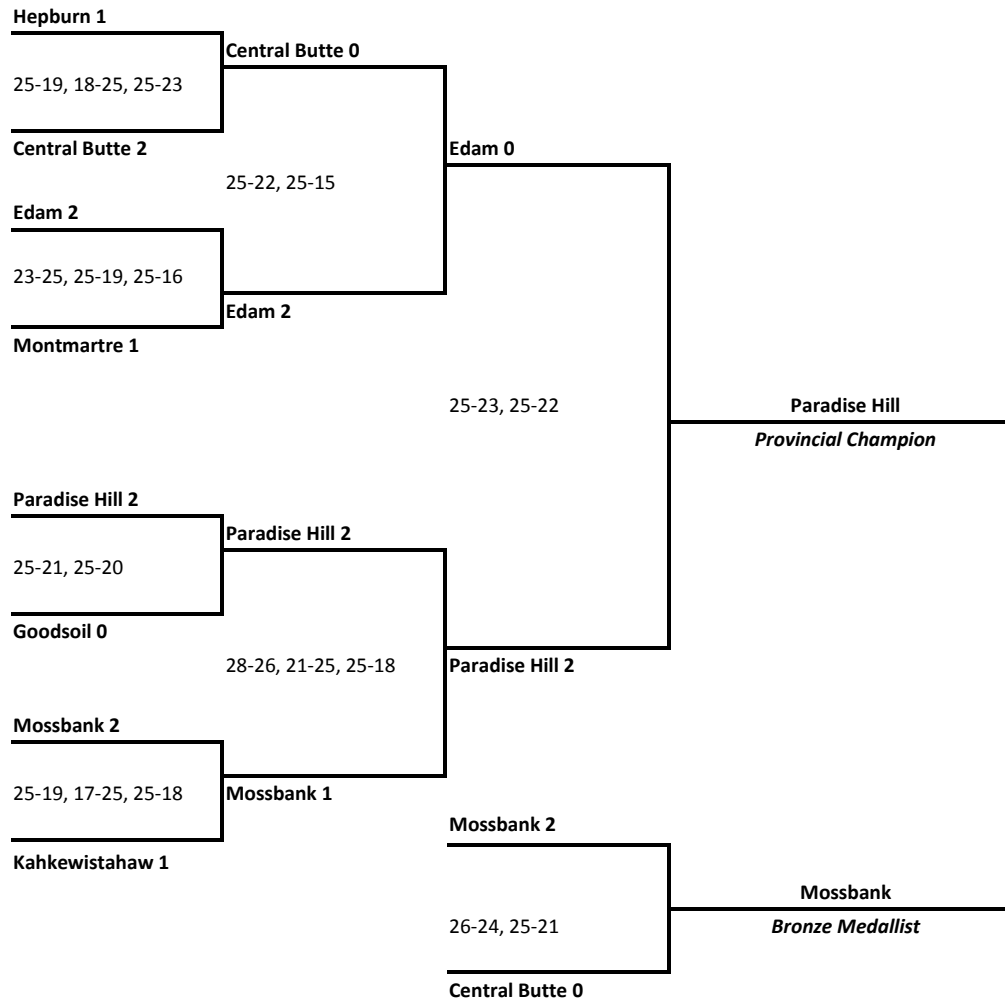 Hepburn 1
Central Butte 0
25-19, 18-25, 25-23
Central Butte 2
Edam 0
25-22, 25-15
Edam 2
23-25, 25-19, 25-16
Edam 2
Montmartre 1
25-23, 25-22
Paradise Hill
Provincial Champion
Paradise Hill 2
Paradise Hill 2
25-21, 25-20
Goodsoil 0
28-26, 21-25, 25-18
Paradise Hill 2
Mossbank 2
25-19, 17-25, 25-18
Mossbank 1
Mossbank 2
Kahkewistahaw 1
Mossbank
26-24, 25-21
Bronze Medallist
Central Butte 0